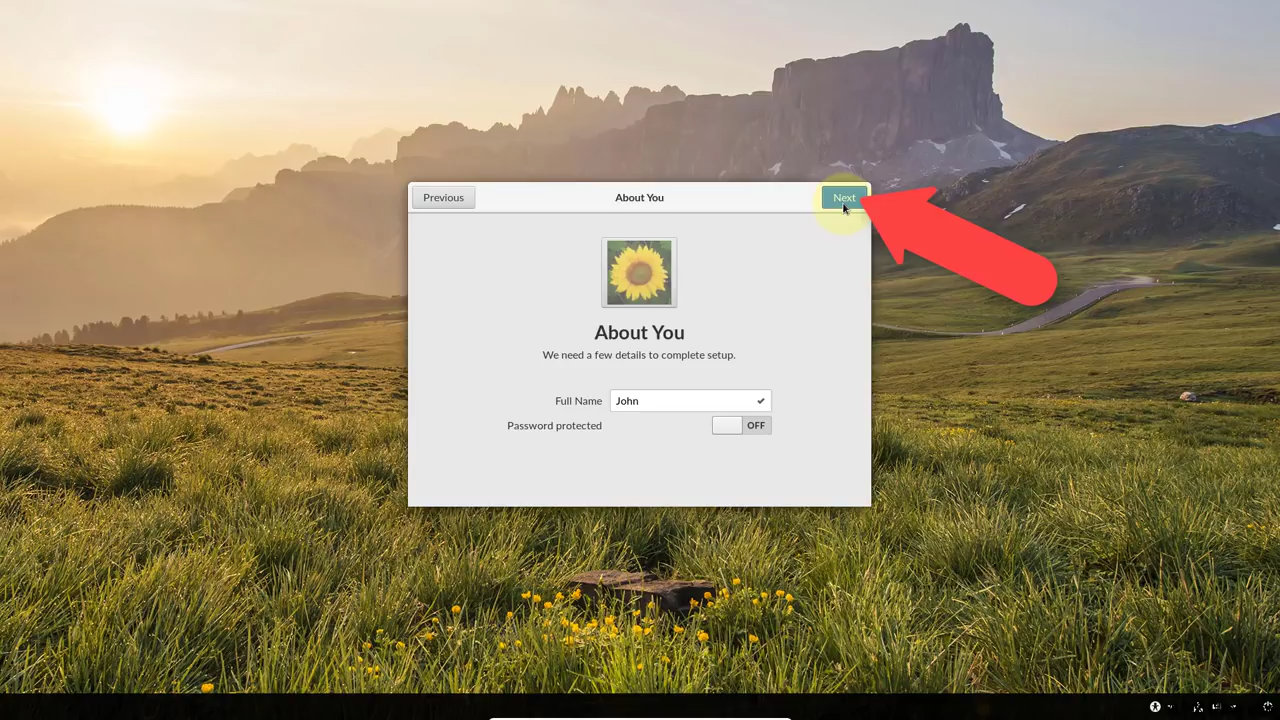 Previous
About You
Next
About You
We need a few details to complete setup.
Full Name
John
Password protected
OFF